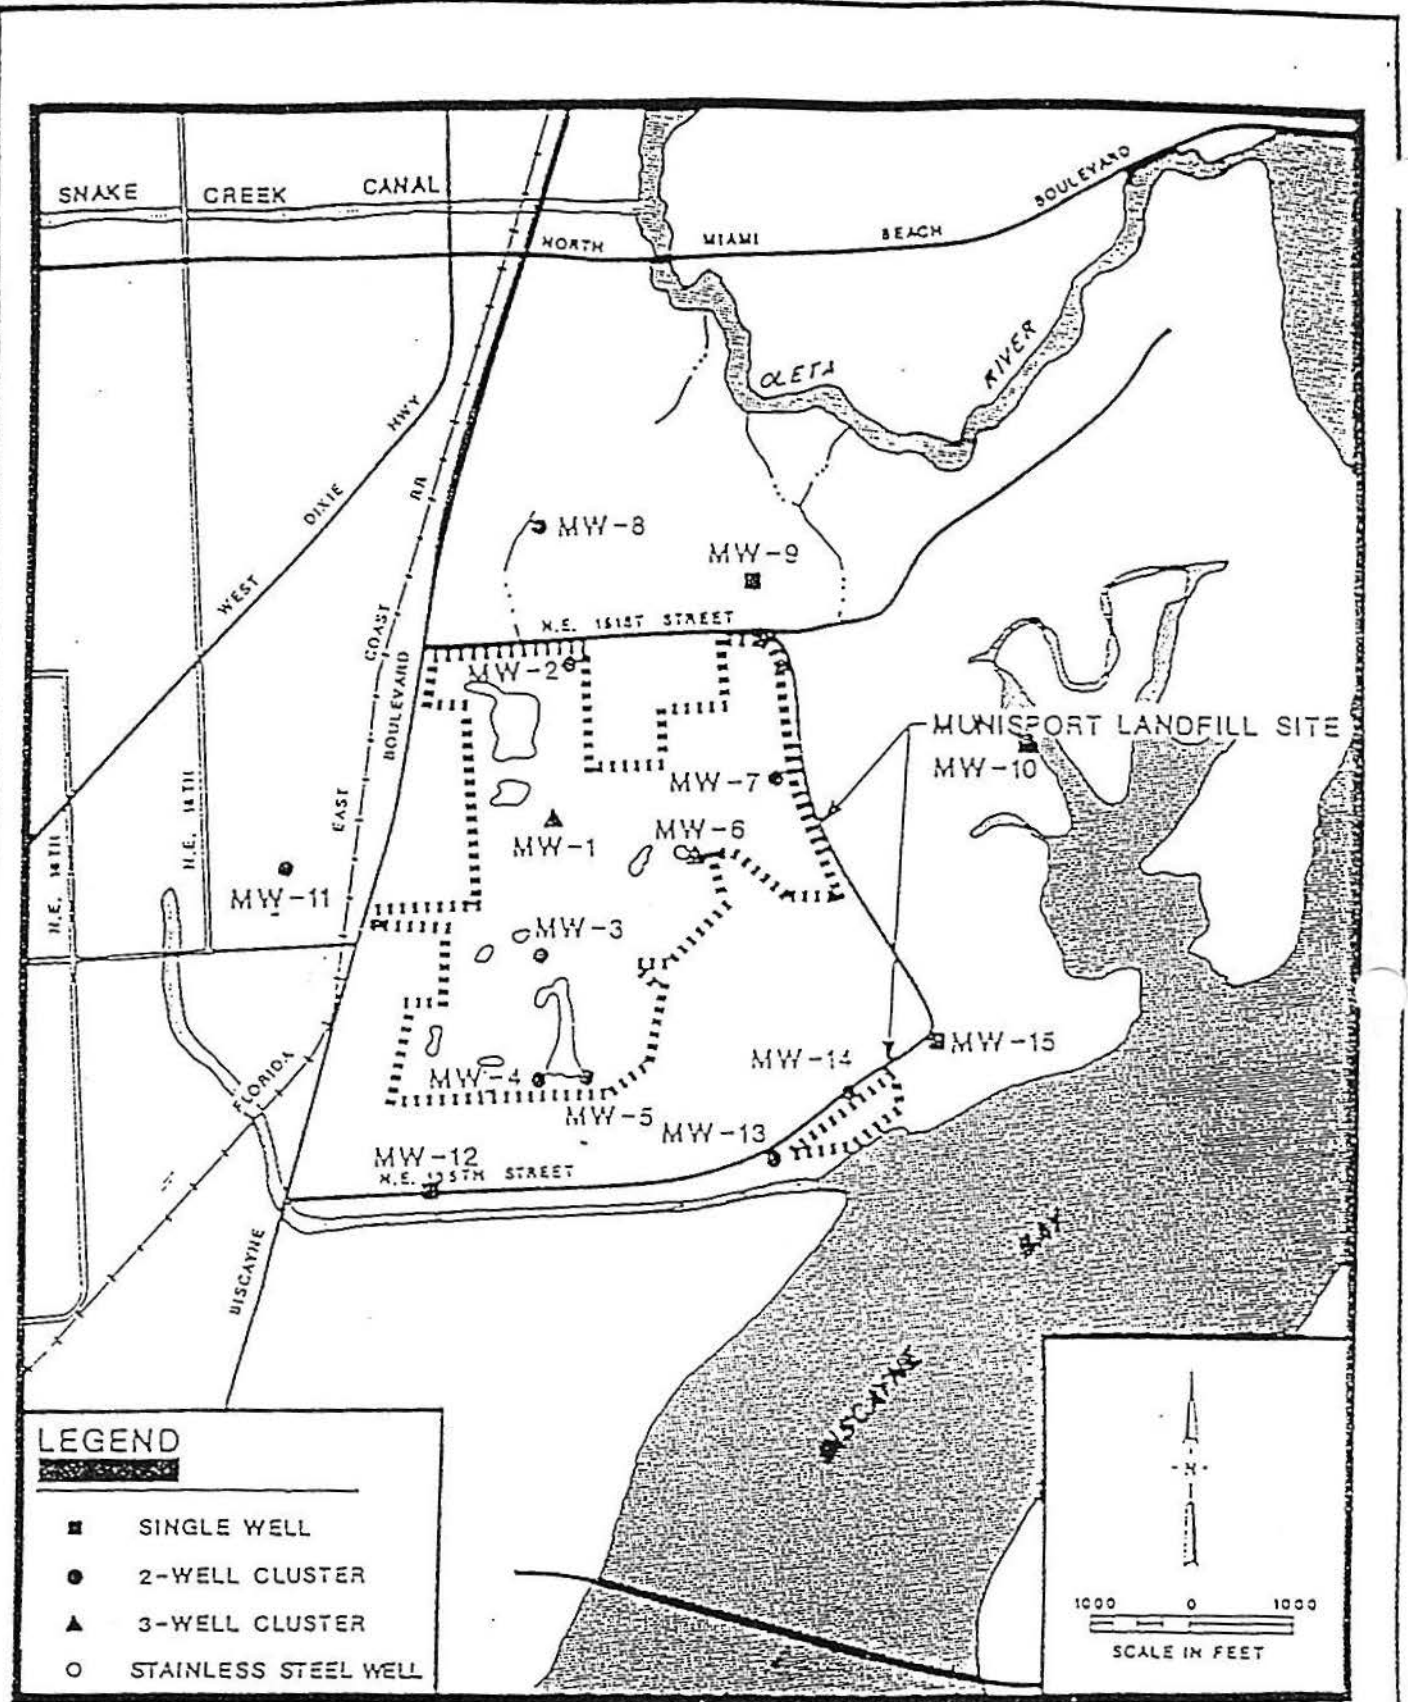 SNAKE CREEK CANAL
NORTH MIAMI BEACH BOULEVARD
OLETA RIVER
WEST DIXIE HWY
FLORIDA EAST COAST RR
BISCAYNE BOULEVARD
N.E. 14TH
N.E. 16TH
MW-8
MW-9
N.E. 151ST STREET
MW-2
MUNISPORT LANDFILL SITE
MW-10
MW-7
MW-6
MW-1
MW-11
MW-3
MW-15
MW-14
MW-4
MW-5
MW-13
MW-12
N.E. 135TH STREET
BISCAYNE BAY
LEGEND
SINGLE WELL
2-WELL CLUSTER
3-WELL CLUSTER
STAINLESS STEEL WELL
N
1000 0 1000
SCALE IN FEET